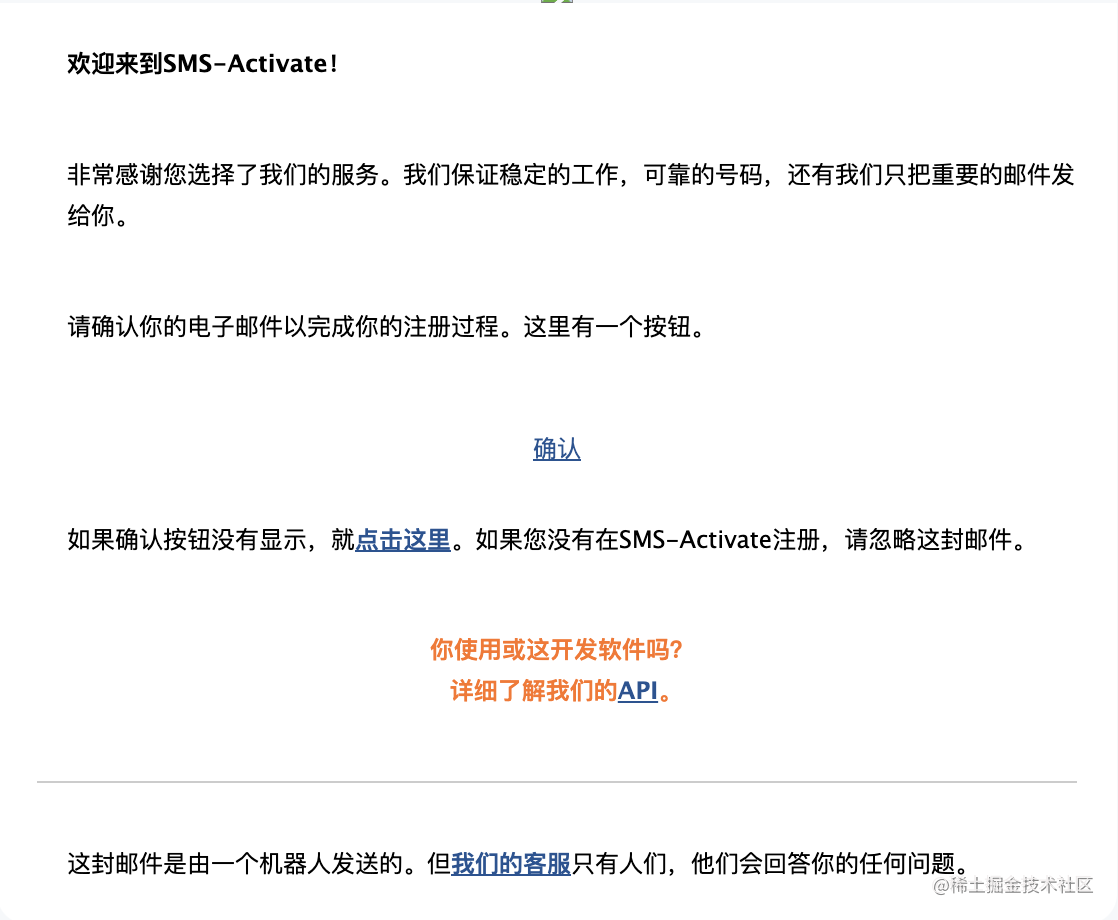 欢迎来到SMS-Activate!
非常感谢您选择了我们的服务。我们保证稳定的工作，可靠的号码，还有我们只把重要的邮件发
给你。
请确认你的电子邮件以完成你的注册过程。这里有一个按钮。
确认
如果确认按钮没有显示，就点击这里。如果您没有在SMS-Activate注册，请忽略这封邮件。
你使用或这开发软件吗?
详细了解我们的API。
这封邮件是由一个机器人发送的。但我们的客服只有人们，他们会回答你的任何问题。
@稀土掘金技术社区